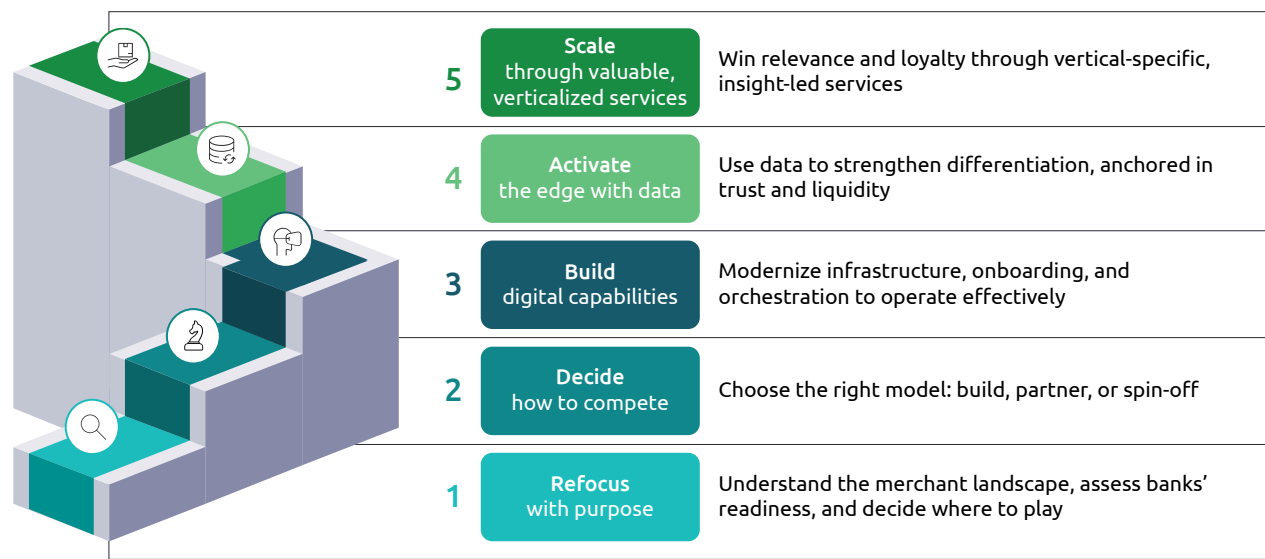 5
Scale
through valuable,
verticalized services
Win relevance and loyalty through vertical-specific,
insight-led services
4
Activate
the edge with data
Use data to strengthen differentiation, anchored in
trust and liquidity
3
Build
digital capabilities
Modernize infrastructure, onboarding, and
orchestration to operate effectively
2
Decide
how to compete
Choose the right model: build, partner, or spin-off
1
Refocus
with purpose
Understand the merchant landscape, assess banks’
readiness, and decide where to play